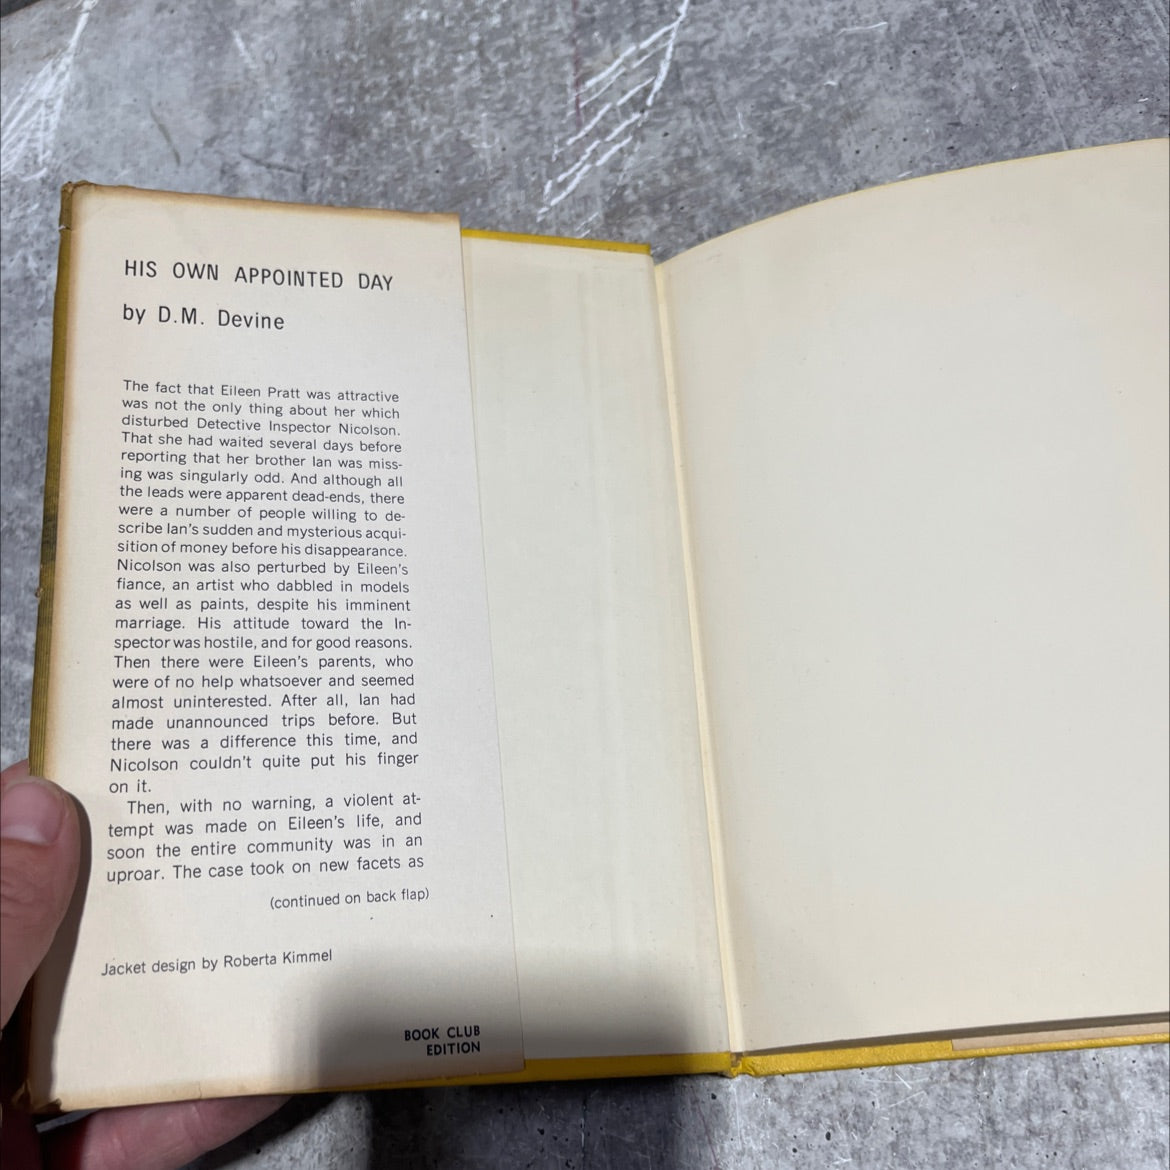 HIS OWN APPOINTED DAY
by D.M. Devine
The fact that Eileen Pratt was attractive
was not the only thing about her which
disturbed Detective Inspector Nicolson.
That she had waited several days before
reporting that her brother Ian was miss-
ing was singularly odd. And although all
the leads were apparent dead-ends, there
were a number of people willing to de-
scribe Ian's sudden and mysterious acqui-
sition of money before his disappearance.
Nicolson was also perturbed by Eileen's
fiance, an artist who dabbled in models
as well as paints, despite his imminent
marriage. His attitude toward the In-
spector was hostile, and for good reasons.
Then there were Eileen's parents, who
were of no help whatsoever and seemed
almost uninterested. After all, Ian had
made unannounced trips before. But
there was a difference this time, and
Nicolson couldn't quite put his finger
on it.
Then, with no warning, a violent at-
tempt was made on Eileen's life, and
soon the entire community was in an
uproar. The case took on new facets as
(continued on back flap)
Jacket design by Roberta Kimmel
BOOK CLUB
EDITION